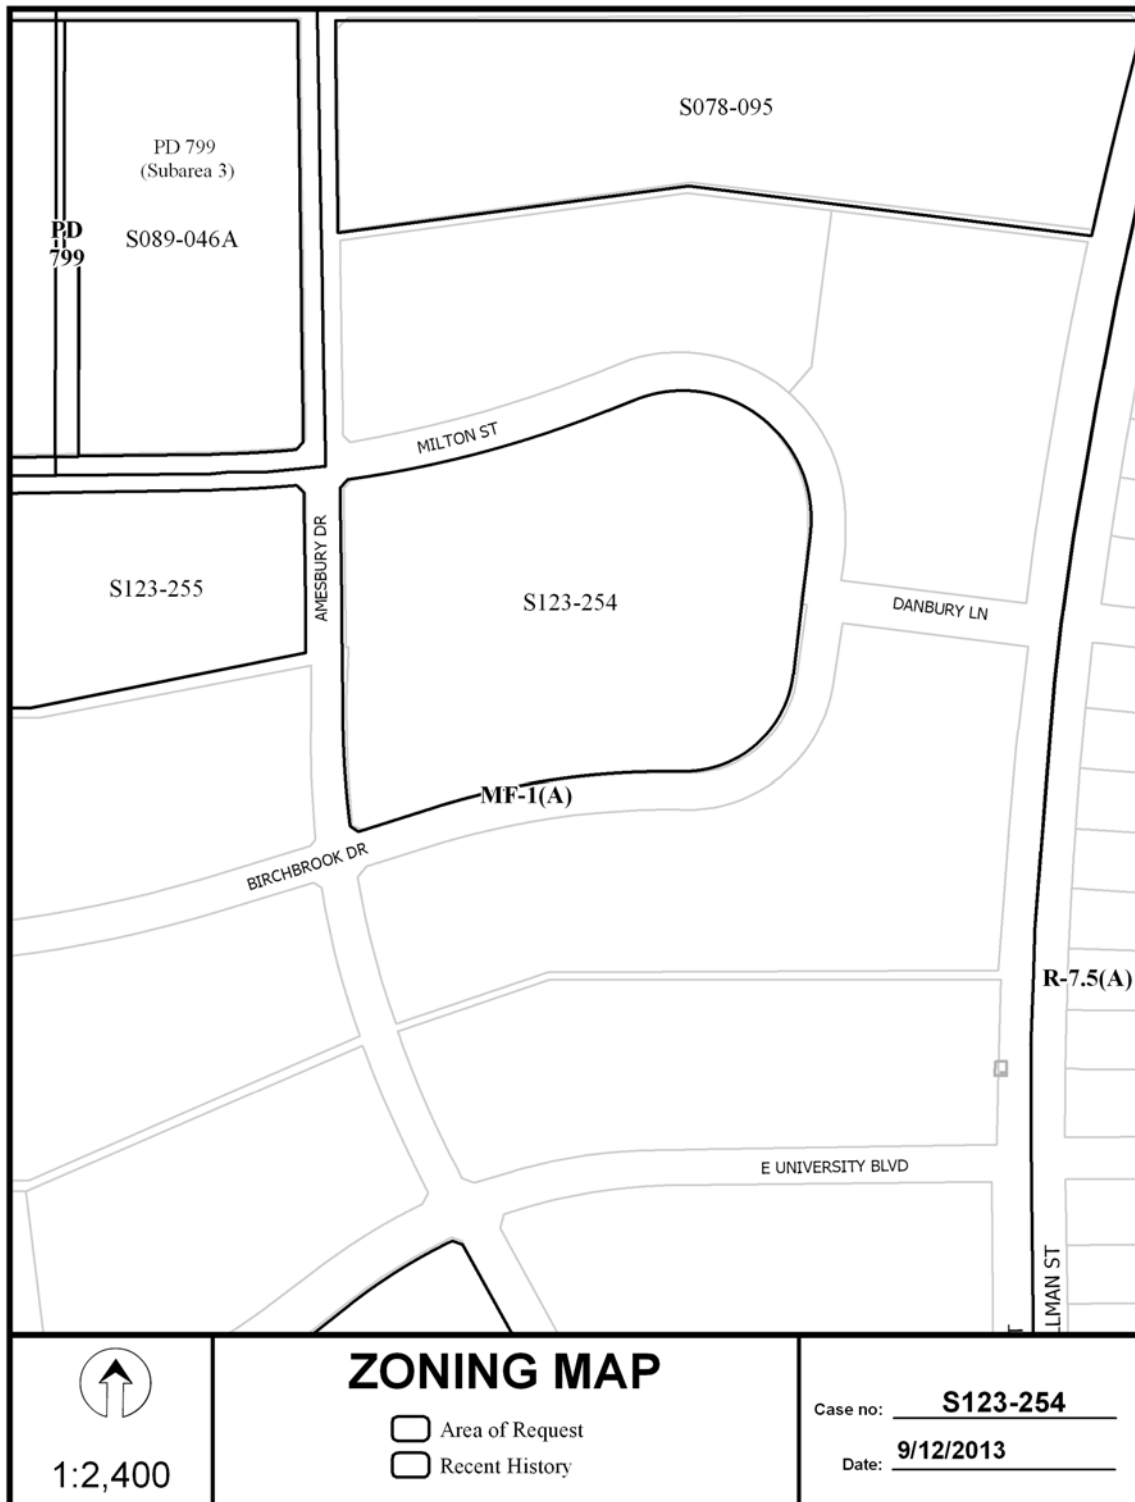 S078-095
PD 799
(Subarea 3)
PD
799
S089-046A
MILTON ST
AMESBURY DR
S123-255
S123-254
DANBURY LN
MF-1(A)
BIRCHBROOK DR
R-7.5(A)
E UNIVERSITY BLVD
LLMAN ST
T
ZONING MAP
Area of Request
Recent History
1:2,400
Case no: S123-254
Date: 9/12/2013